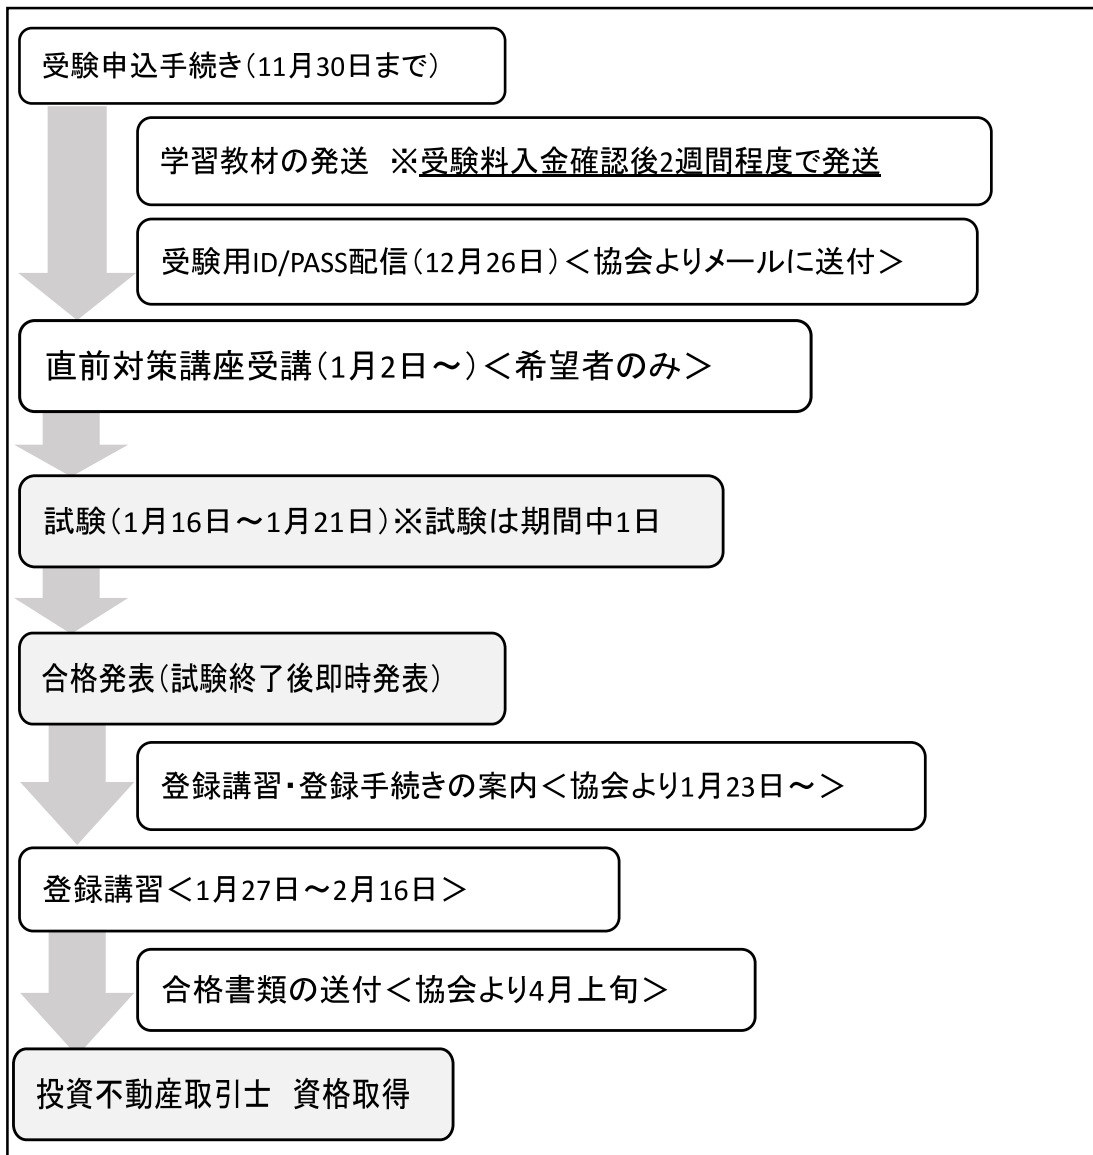 受験申込手続き(11月30日まで)
学習教材の発送　※受験料入金確認後2週間程度で発送
受験用ID/PASS配信(12月26日)＜協会よりメールに送付＞
直前対策講座受講(1月2日～)＜希望者のみ＞
試験(1月16日～1月21日)※試験は期間中1日
合格発表(試験終了後即時発表)
登録講習・登録手続きの案内＜協会より1月23日～＞
登録講習＜1月27日～2月16日＞
合格書類の送付＜協会より4月上旬＞
投資不動産取引士　資格取得